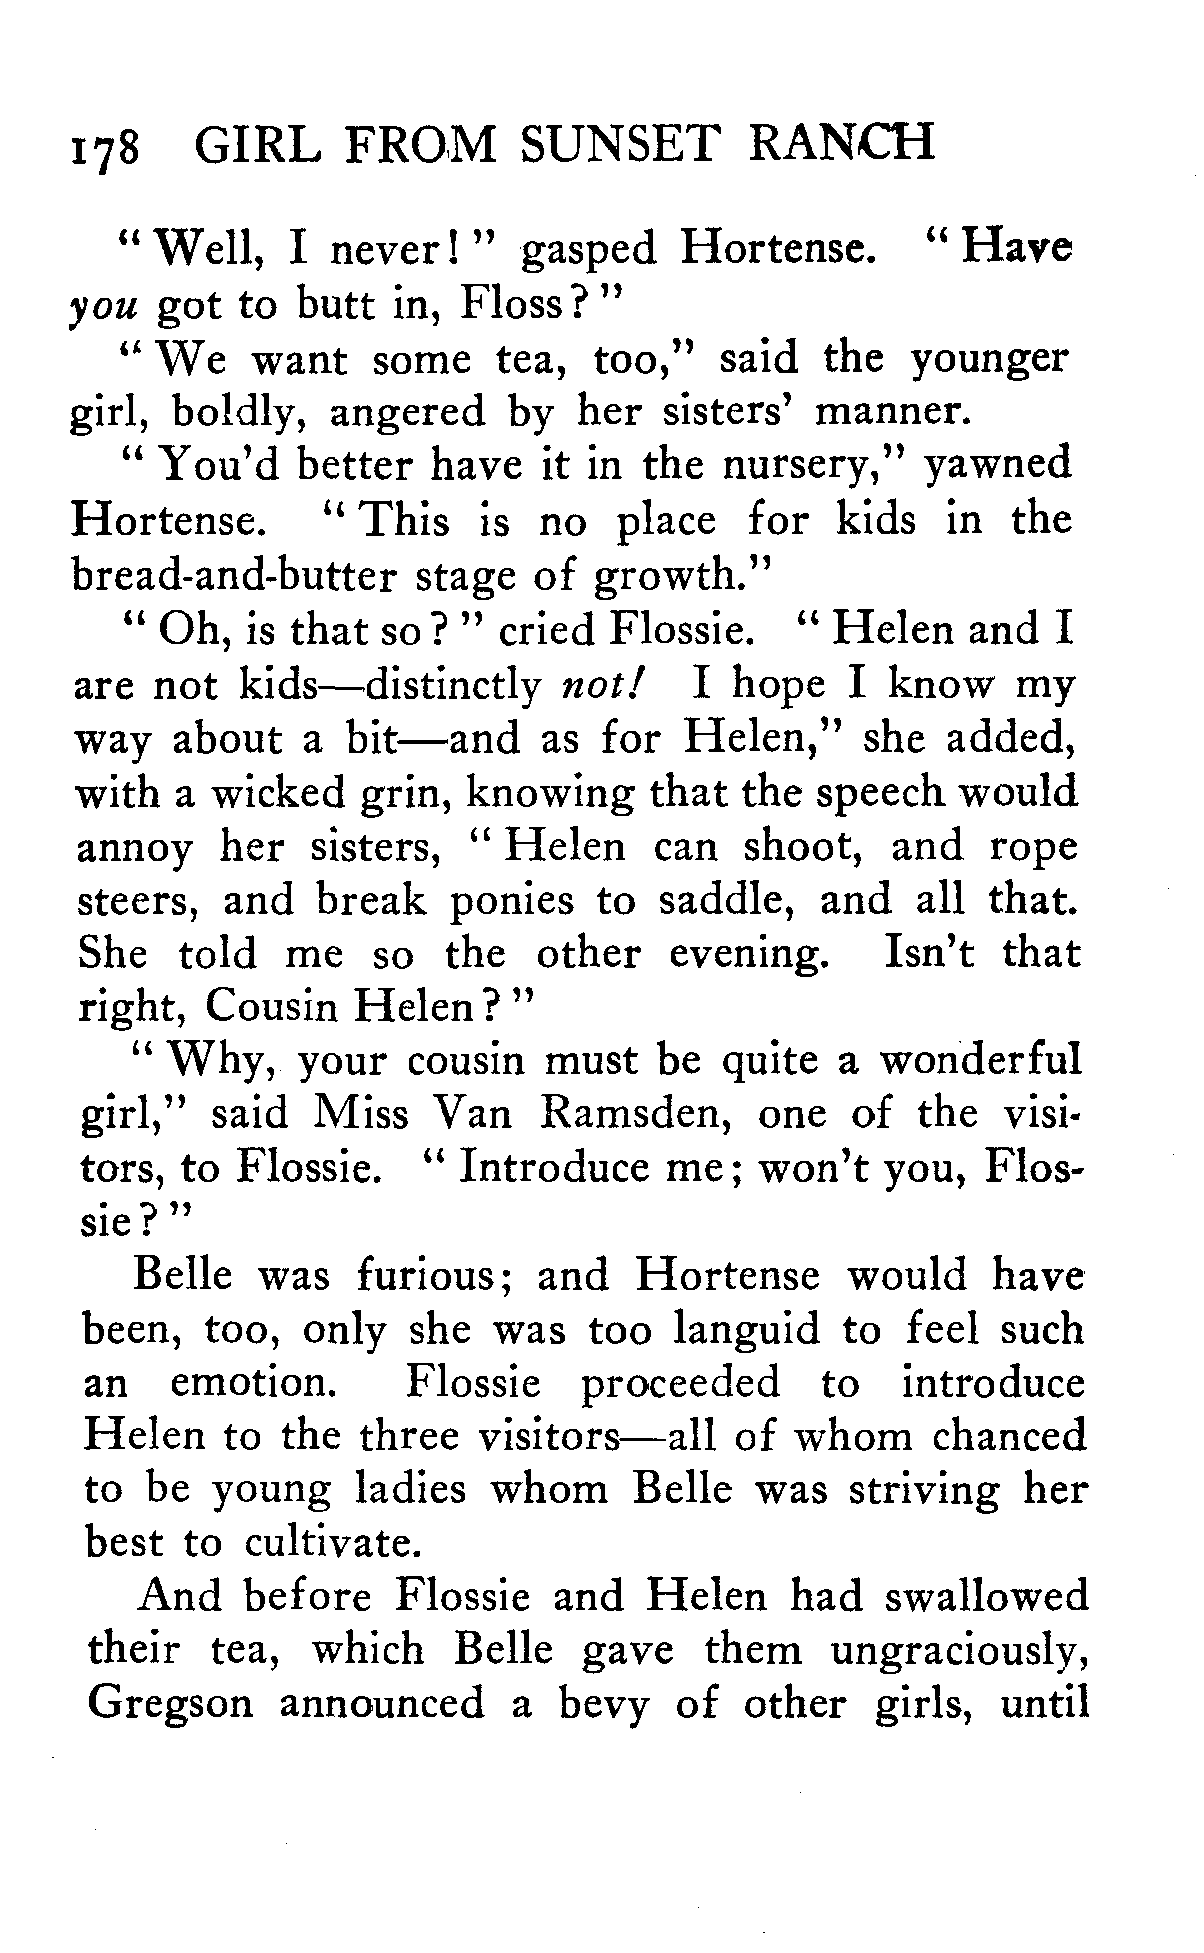 178 GIRL FROM SUNSET RANCH
"Well, I never!" gasped Hortense. "Have
you got to butt in, Floss?"
"We want some tea, too," said the younger
girl, boldly, angered by her sisters' manner.
"You'd better have it in the nursery," yawned
Hortense. "This is no place for kids in the
bread-and-butter stage of growth."
"Oh, is that so?" cried Flossie. "Helen and I
are not kids—distinctly not! I hope I know my
way about a bit—and as for Helen," she added,
with a wicked grin, knowing that the speech would
annoy her sisters, "Helen can shoot, and rope
steers, and break ponies to saddle, and all that.
She told me so the other evening. Isn't that
right, Cousin Helen?"
"Why, your cousin must be quite a wonderful
girl," said Miss Van Ramsden, one of the visi-
tors, to Flossie. "Introduce me; won't you, Flos-
sie?"
Belle was furious; and Hortense would have
been, too, only she was too languid to feel such
an emotion. Flossie proceeded to introduce
Helen to the three visitors—all of whom chanced
to be young ladies whom Belle was striving her
best to cultivate.
And before Flossie and Helen had swallowed
their tea, which Belle gave them ungraciously,
Gregson announced a bevy of other girls, until